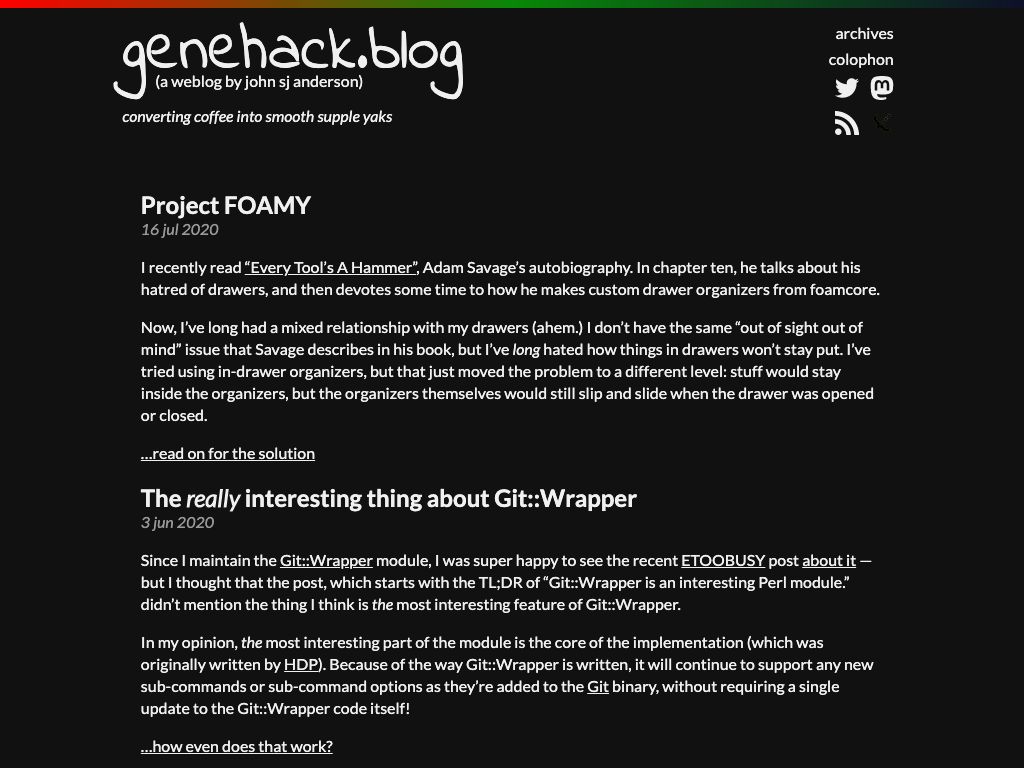 genehack.blog
(a weblog by john sj anderson)
converting coffee into smooth supple yaks
archives
colophon
Project FOAMY
16 jul 2020
I recently read “Every Tool’s A Hammer”, Adam Savage’s autobiography. In chapter ten, he talks about his
hatred of drawers, and then devotes some time to how he makes custom drawer organizers from foamcore.
Now, I’ve long had a mixed relationship with my drawers (ahem.) I don’t have the same “out of sight out of
mind” issue that Savage describes in his book, but I’ve long hated how things in drawers won’t stay put. I’ve
tried using in-drawer organizers, but that just moved the problem to a different level: stuff would stay
inside the organizers, but the organizers themselves would still slip and slide when the drawer was opened
or closed.
…read on for the solution
The really interesting thing about Git::Wrapper
3 jun 2020
Since I maintain the Git::Wrapper module, I was super happy to see the recent ETOOBUSY post about it —
but I thought that the post, which starts with the TL;DR of “Git::Wrapper is an interesting Perl module.”
didn’t mention the thing I think is the most interesting feature of Git::Wrapper.
In my opinion, the most interesting part of the module is the core of the implementation (which was
originally written by HDP). Because of the way Git::Wrapper is written, it will continue to support any new
sub-commands or sub-command options as they’re added to the Git binary, without requiring a single
update to the Git::Wrapper code itself!
…how even does that work?